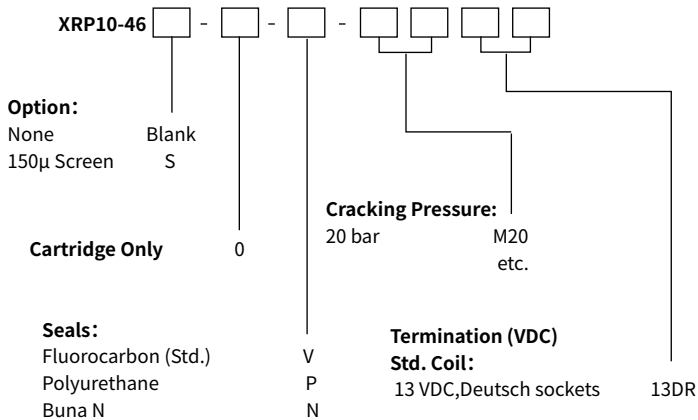 XRP10-46 - - -
Option：
None Blank
150μ Screen S
Cartridge Only 0
Cracking Pressure:
20 bar M20
etc.
Seals：
Fluorocarbon (Std.) V
Polyurethane P
Buna N N
Termination (VDC)
Std. Coil：
13 VDC,Deutsch sockets 13DR